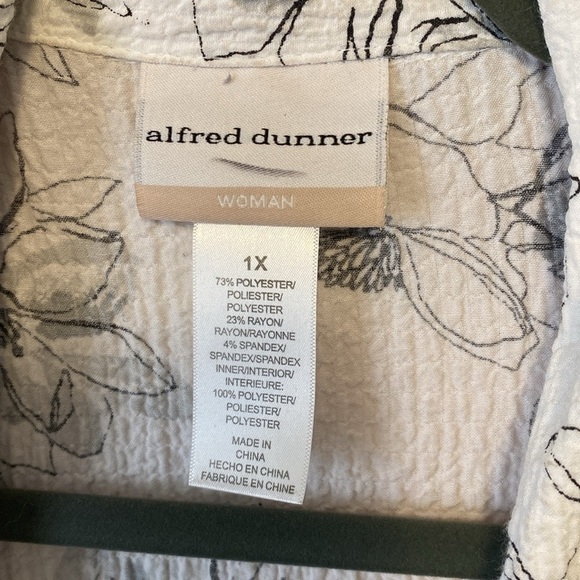 alfred dunner
WOMAN
1X
73% POLYESTER/
POLIESTER/
POLYESTER
23% RAYON/
RAYON/RAYONNE
4% SPANDEX/
SPANDEX/SPANDEX
INNER/INTERIOR/
INTERIEURE:
100% POLYESTER/
POLIESTER/
POLYESTER
MADE IN
CHINA
HECHO EN CHINA
FABRIQUE EN CHINE